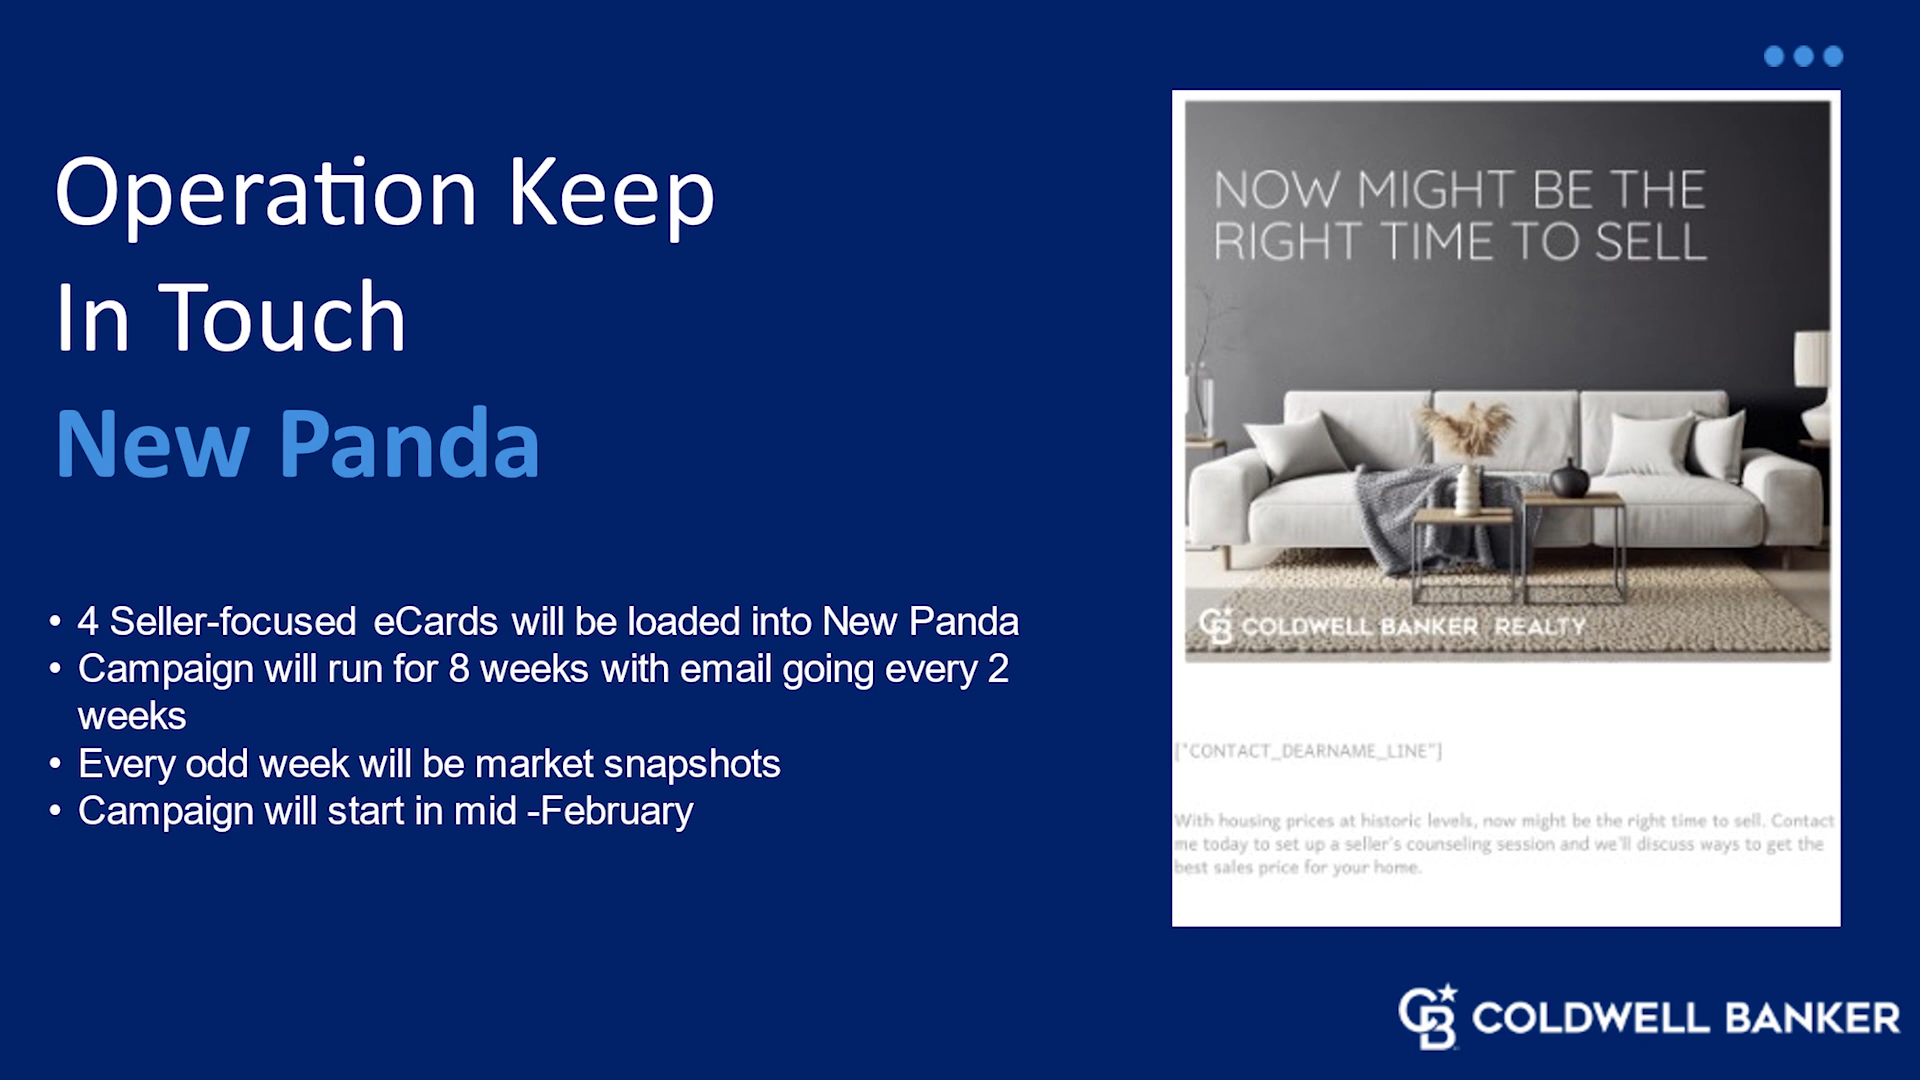 Operation Keep
In Touch
New Panda
• 4 Seller-focused eCards will be loaded into New Panda
• Campaign will run for 8 weeks with email going every 2
weeks
• Every odd week will be market snapshots
• Campaign will start in mid -February
NOW MIGHT BE THE
RIGHT TIME TO SELL
CB COLDWELL BANKER REALTY
["CONTACT_DEARNAME_LINE"]
With housing prices at historic levels, now might be the right time to sell. Contact
me today to set up a seller's counseling session and we'll discuss ways to get the
best sales price for your home.
CB COLDWELL BANKER